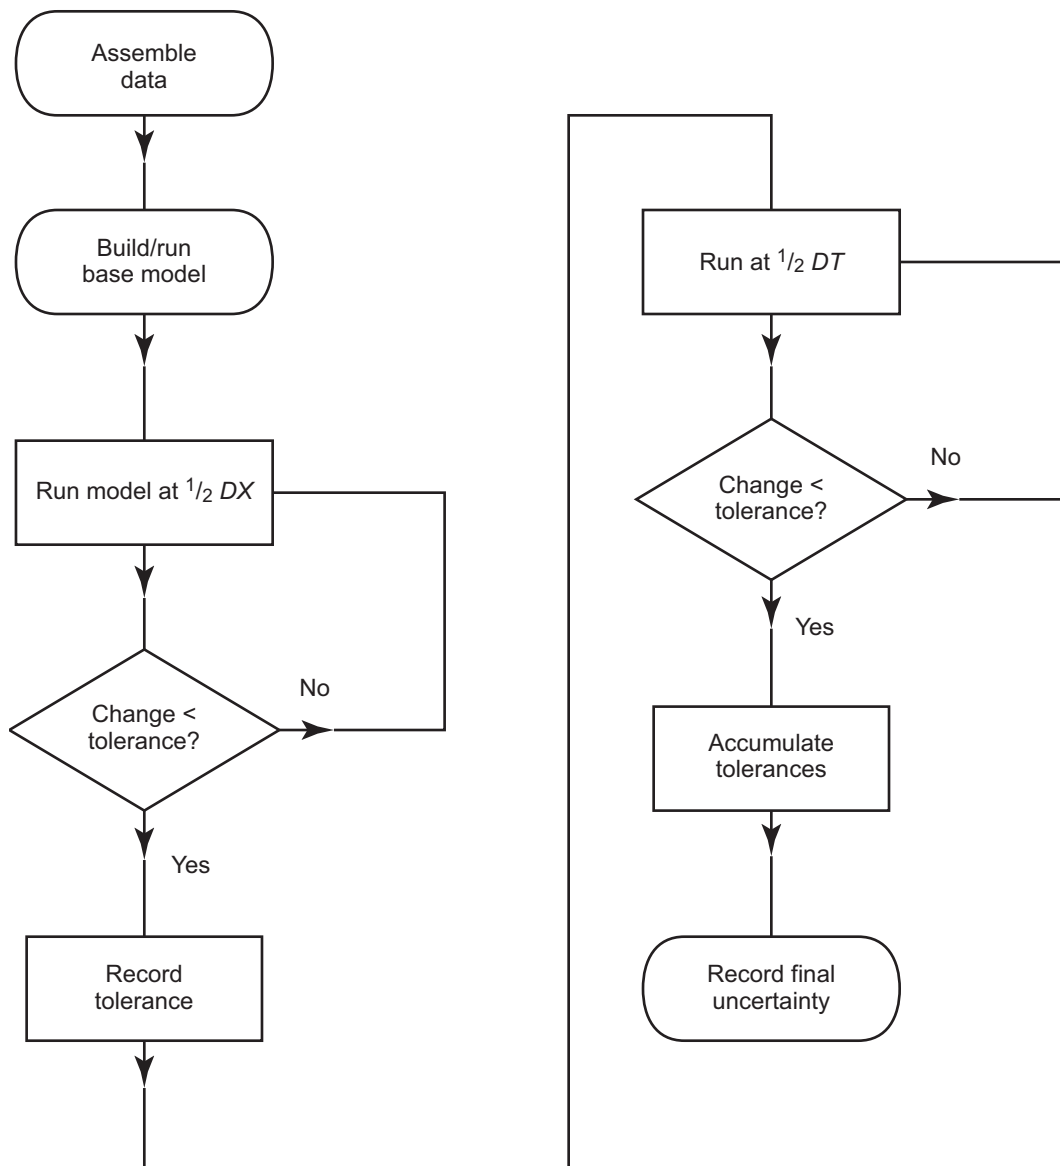 Assemble
data
Build/run
base model
Run model at 1/2 DX
Change <
tolerance?
No
Yes
Record
tolerance
Run at 1/2 DT
Change <
tolerance?
No
Yes
Accumulate
tolerances
Record final
uncertainty